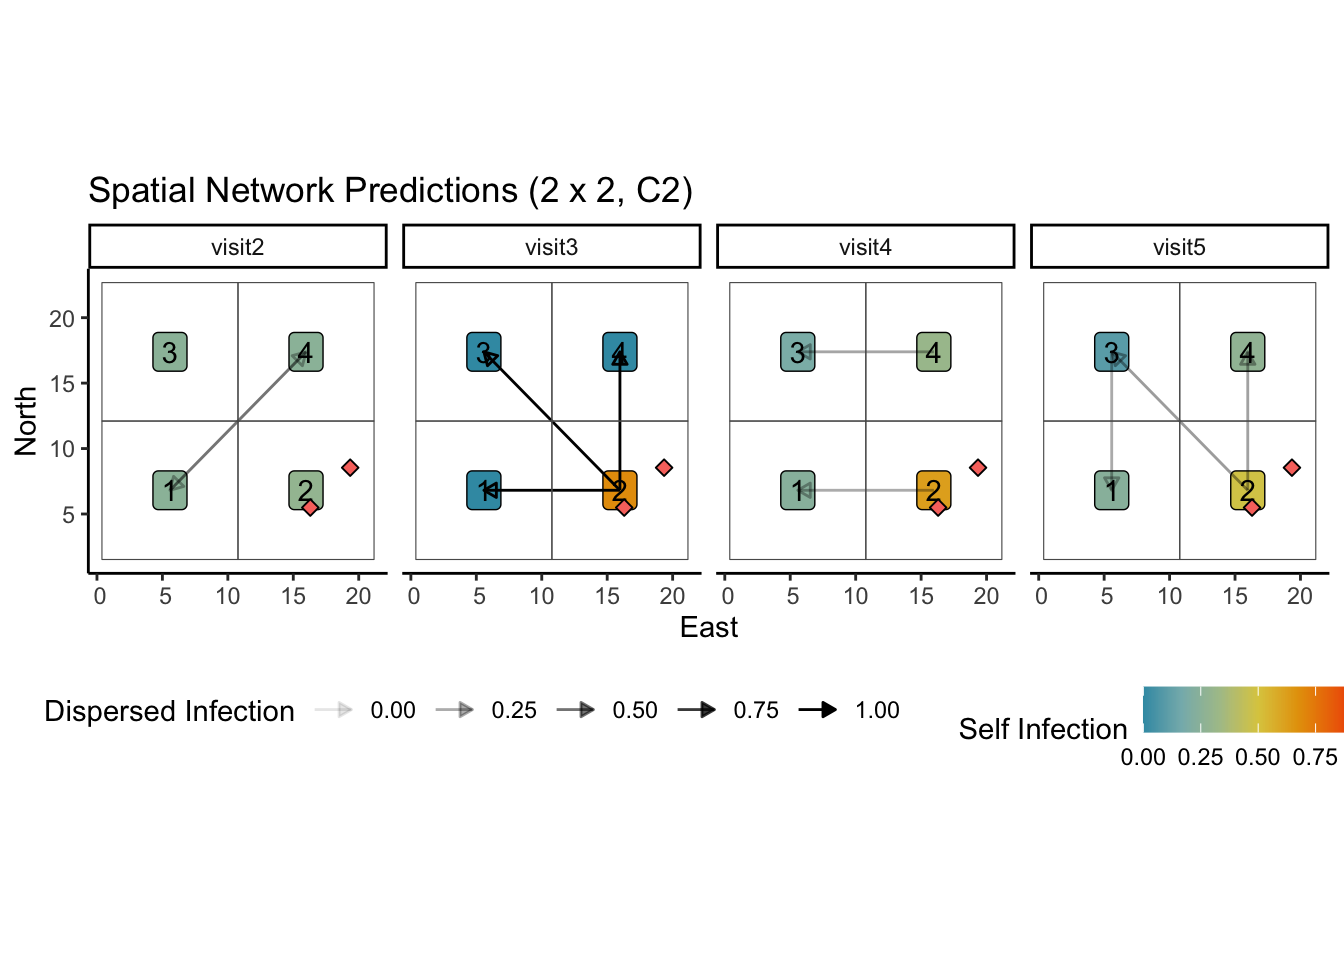 Spatial Network Predictions (2 x 2, C2)
visit2 visit3 visit4 visit5
North
20
15
10
5
3 4 3 4 3 4 3 4
1 2 1 2 1 2 1 2
0 5 10 15 20 0 5 10 15 20 0 5 10 15 20 0 5 10 15 20
East
Dispersed Infection 0.00 0.25 0.50 0.75 1.00
Self Infection
0.00 0.25 0.50 0.75